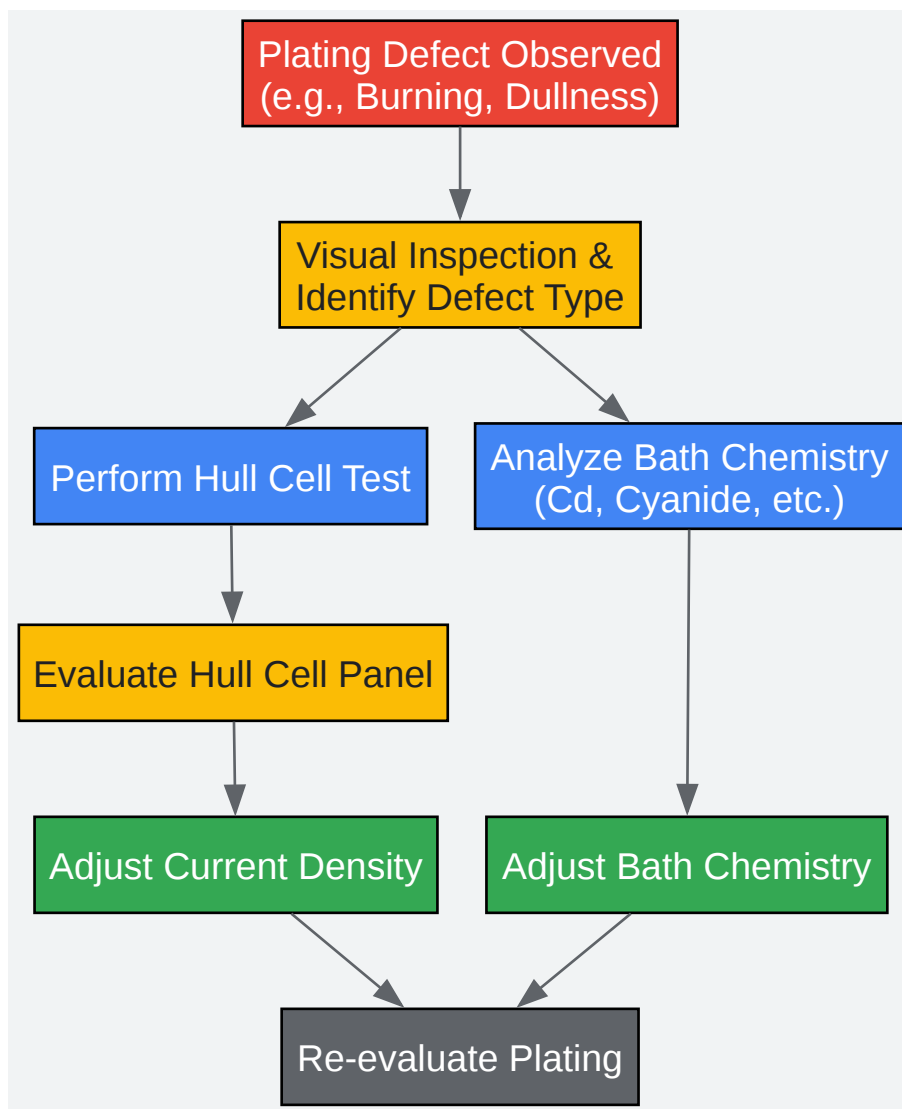 Plating Defect Observed
(e.g., Burning, Dullness)
Visual Inspection &
Identify Defect Type
Perform Hull Cell Test
Analyze Bath Chemistry
(Cd, Cyanide, etc.)
Evaluate Hull Cell Panel
Adjust Current Density
Adjust Bath Chemistry
Re-evaluate Plating